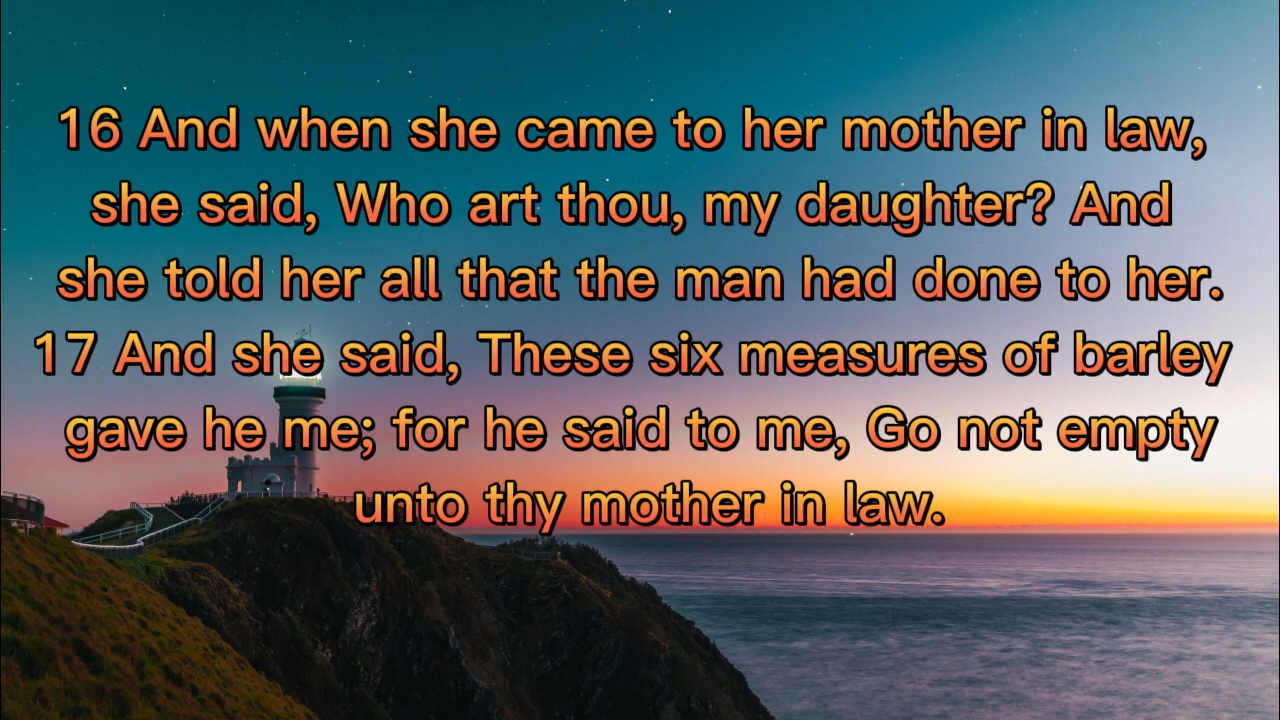 16 And when she came to her mother in law,
she said, Who art thou, my daughter? And
she told her all that the man had done to her.
17 And she said, These six measures of barley
gave he me; for he said to me, Go not empty
unto thy mother in law.